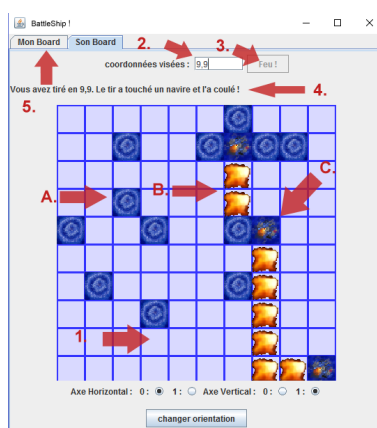 BattleShip !
Mon Board Son Board 2. 3.
coordonnées visées : 9,9 Feu !
Vous avez tiré en 9,9. Le tir a touché un navire et l'a coulé ! 4.
5.
C.
A. B.
1.
Axe Horizontal : 0 : 1 : Axe Vertical : 0 : 1 :
changer orientation